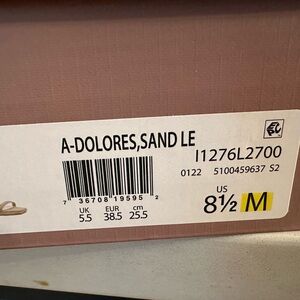 A-DOLORES,SAND LE
I1276L2700
0122 5100459637 S2
7 36708 19595 2
UK EUR cm
5.5 38.5 25.5
US
8½ M